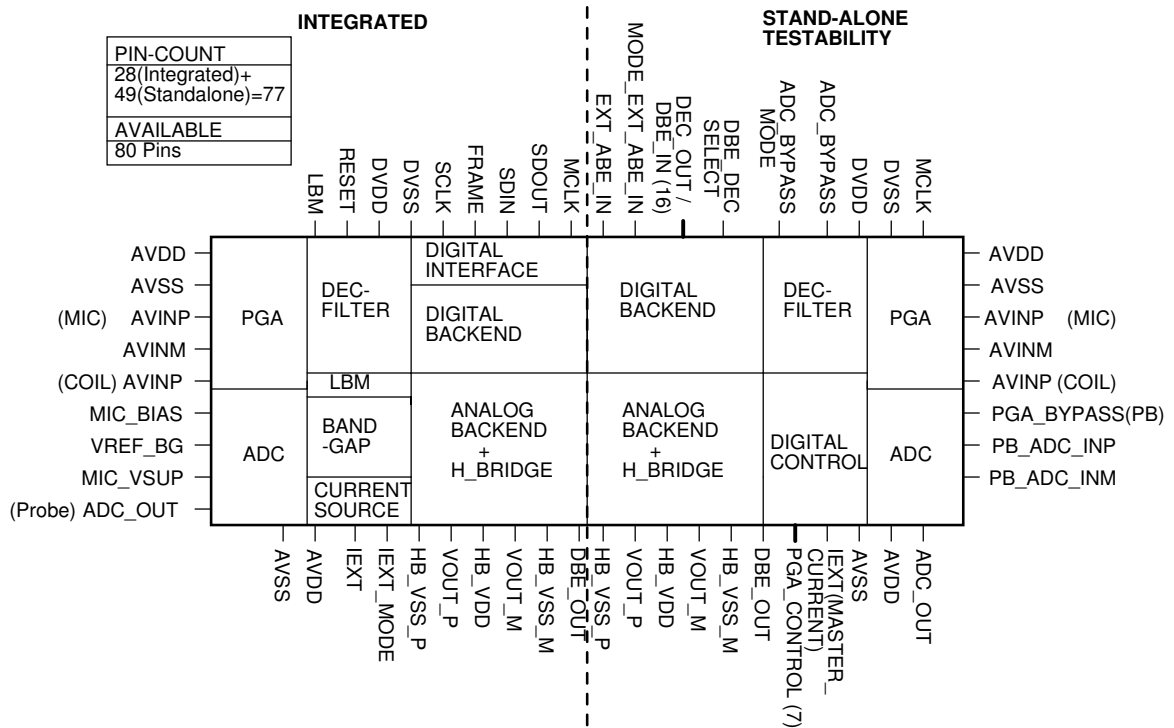 INTEGRATED
STAND-ALONE
TESTABILITY
PIN-COUNT
28(Integrated)+
49(Standalone)=77
AVAILABLE
80 Pins
LBM
RESET
DVDD
DVSS
SCLK
FRAME
SDIN
SDOUT
MCLK
EXT_ABE_IN
MODE_EXT_ABE_IN
DEC_OUT /
DBE_IN (16)
DBE_DEC
SELECT
ADC_BYPASS
MODE
ADC_BYPASS
DVDD
DVSS
MCLK
AVDD
AVSS
(MIC) AVINP
AVINM
(COIL) AVINP
MIC_BIAS
VREF_BG
MIC_VSUP
(Probe) ADC_OUT
PGA
DEC-
FILTER
DIGITAL
INTERFACE
DIGITAL
BACKEND
LBM
ADC
BAND
-GAP
CURRENT
SOURCE
ANALOG
BACKEND
+
H_BRIDGE
DIGITAL
BACKEND
DEC-
FILTER
PGA
ANALOG
BACKEND
+
H_BRIDGE
DIGITAL
CONTROL
ADC
AVDD
AVSS
AVINP (MIC)
AVINM
AVINP (COIL)
PGA_BYPASS(PB)
PB_ADC_INP
PB_ADC_INM
AVSS
AVDD
IEXT
IEXT_MODE
HB_VSS_P
VOUT_P
HB_VDD
VOUT_M
HB_VSS_M
DBE_OUT
HB_VSS_P
VOUT_P
HB_VDD
VOUT_M
HB_VSS_M
DBE_OUT
PGA_CONTROL (7)
IEXT(MASTER_
CURRENT)
AVSS
AVDD
ADC_OUT